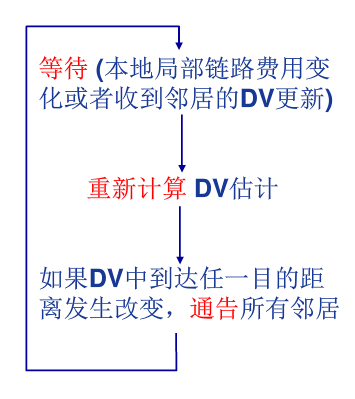 等待 (本地局部链路费用变
化或者收到邻居的DV更新)
重新计算 DV估计
如果DV中到达任一目的距
离发生改变，通告所有邻居